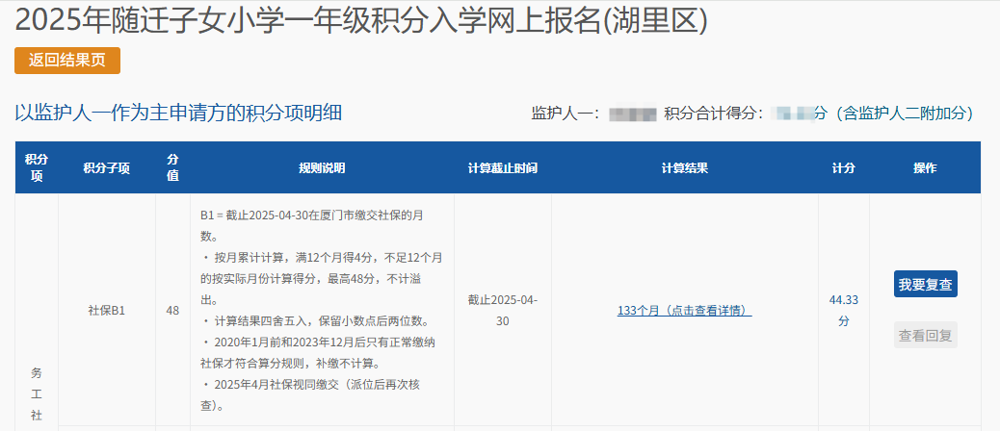 2025年随迁子女小学一年级积分入学网上报名(湖里区)
返回结果页
以监护人一作为主申请方的积分项明细
监护人一： 积分合计得分： 分（含监护人二附加分）
积分项 积分子项 分值 规则说明 计算截止时间 计算结果 计分 操作
B1 = 截止2025-04-30在厦门市缴交社保的月
数。
· 按月累计计算，满12个月得4分，不足12个月
的按实际月份计算得分，最高48分，不计溢
出。
· 计算结果四舍五入，保留小数点后两位数。
· 2020年1月前和2023年12月后只有正常缴纳
社保才符合算分规则，补缴不计算。
· 2025年4月社保视同缴交（派位后再次核
查）。
社保B1
48
截止2025-04-
30
133个月（点击查看详情）
44.33
分
我要复查
查看回复
务
工
社